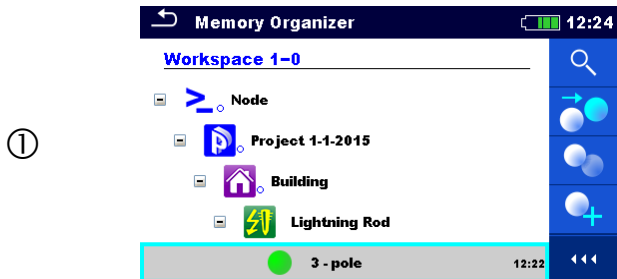 Memory Organizer 12:24
Workspace 1-0
Node
Project 1-1-2015
①
Building
Lightning Rod
3 - pole 12:22